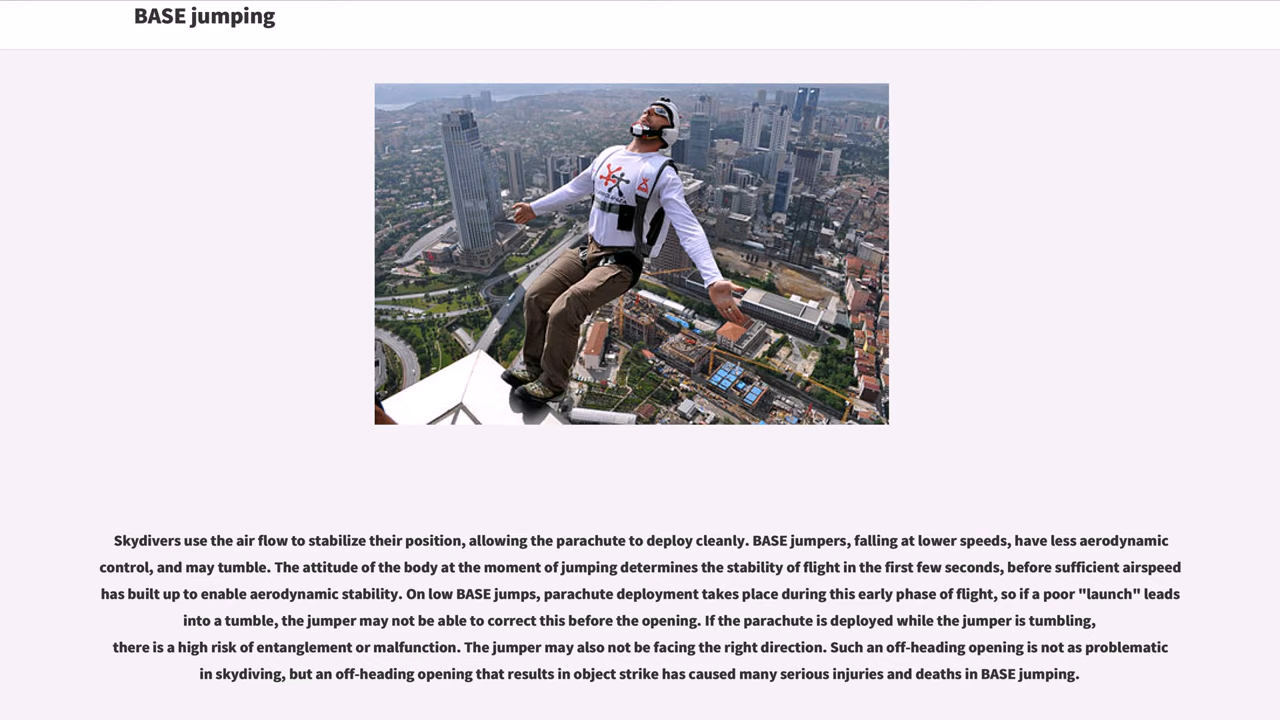 BASE jumping
Skydivers use the air flow to stabilize their position, allowing the parachute to deploy cleanly. BASE jumpers, falling at lower speeds, have less aerodynamic
control, and may tumble. The attitude of the body at the moment of jumping determines the stability of flight in the first few seconds, before sufficient airspeed
has built up to enable aerodynamic stability. On low BASE jumps, parachute deployment takes place during this early phase of flight, so if a poor "launch" leads
into a tumble, the jumper may not be able to correct this before the opening. If the parachute is deployed while the jumper is tumbling,
there is a high risk of entanglement or malfunction. The jumper may also not be facing the right direction. Such an off-heading opening is not as problematic
in skydiving, but an off-heading opening that results in object strike has caused many serious injuries and deaths in BASE jumping.